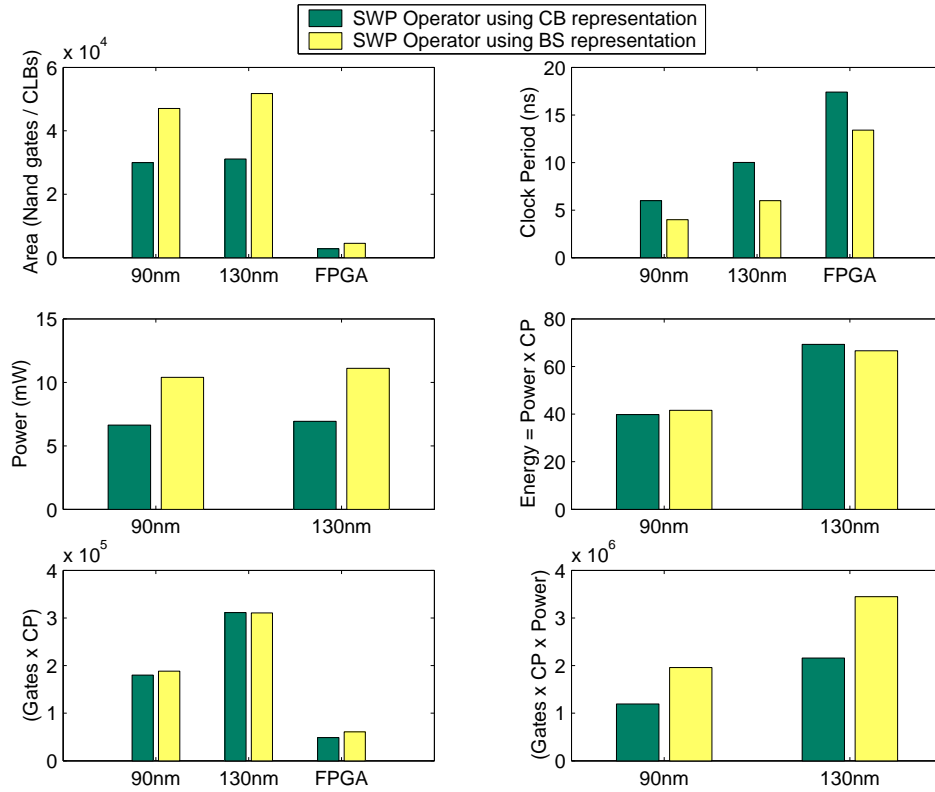 SWP Operator using CB representation
SWP Operator using BS representation
x 10^4
6
4
2
0
Area (Nand gates / CLBs)
90nm 130nm FPGA
20
15
10
5
0
Clock Period (ns)
90nm 130nm FPGA
15
10
5
0
Power (mW)
90nm 130nm
80
60
40
20
0
Energy = Power x CP
90nm 130nm
x 10^5
4
3
2
1
0
(Gates x CP)
90nm 130nm FPGA
x 10^6
4
3
2
1
0
(Gates x CP x Power)
90nm 130nm